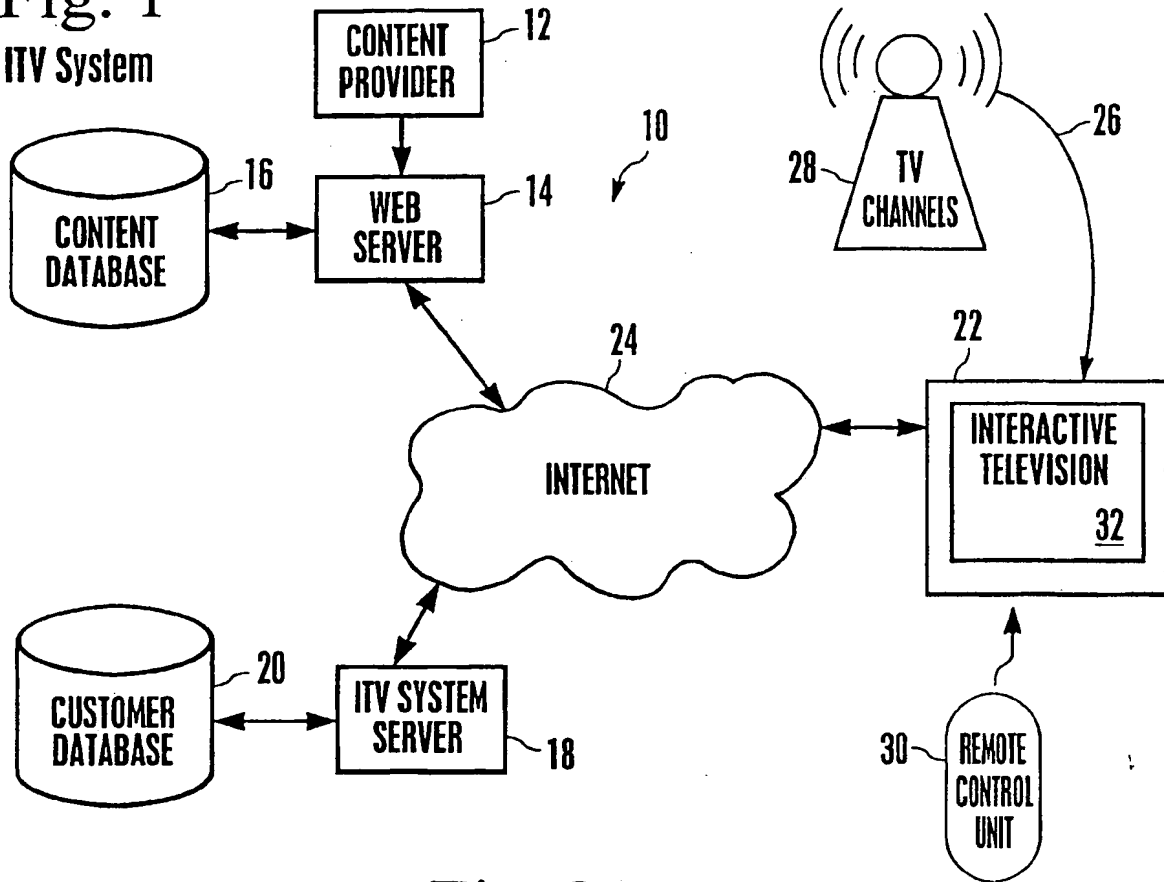 Fig. 1
ITV System
CONTENT
PROVIDER
12
10
16
CONTENT
DATABASE
WEB
SERVER
14
28
TV
CHANNELS
26
24
INTERNET
22
INTERACTIVE
TELEVISION
32
20
CUSTOMER
DATABASE
ITV SYSTEM
SERVER
18
30
REMOTE
CONTROL
UNIT